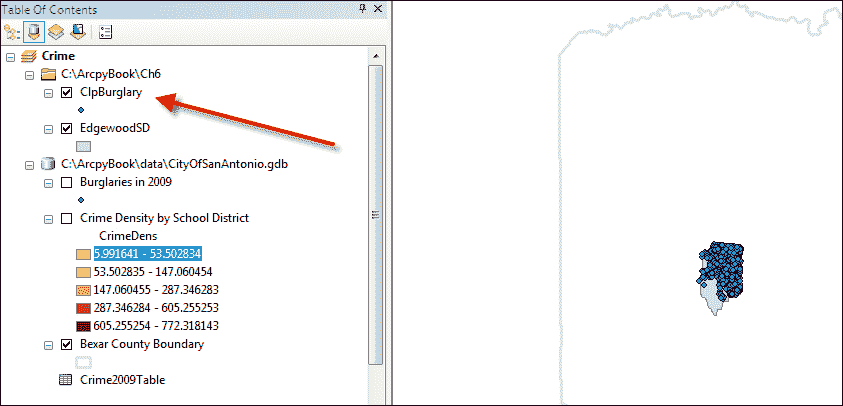 Table Of Contents
Crime
C:\ArcpyBook\Ch6
ClpBurglary
EdgewoodSD
C:\ArcpyBook\data\CityOfSanAntonio.gdb
Burglaries in 2009
Crime Density by School District
CrimeDens
5.991641 - 53.502834
53.502835 - 147.060454
147.060455 - 287.346283
287.346284 - 605.255253
605.255254 - 772.318143
Bexar County Boundary
Crime2009Table